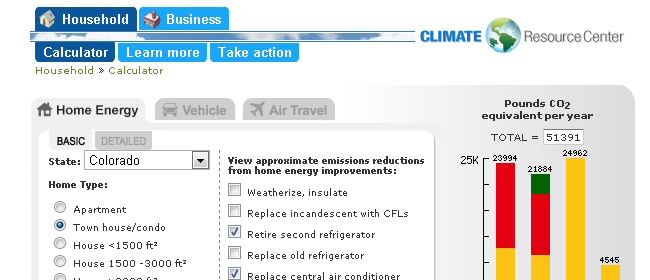 Household Business
CLIMATE Resource Center
Calculator Learn more Take action
Household » Calculator
Home Energy Vehicle Air Travel
BASIC DETAILED
State: Colorado
Home Type:
Apartment
Town house/condo
House <1500 ft²
House 1500 -3000 ft²
View approximate emissions reductions
from home energy improvements:
Weatherize, insulate
Replace incandescent with CFLs
Retire second refrigerator
Replace old refrigerator
Replace central air conditioner
Pounds CO2
equivalent per year
TOTAL = 51391
25K
23994
21884
24962
4545